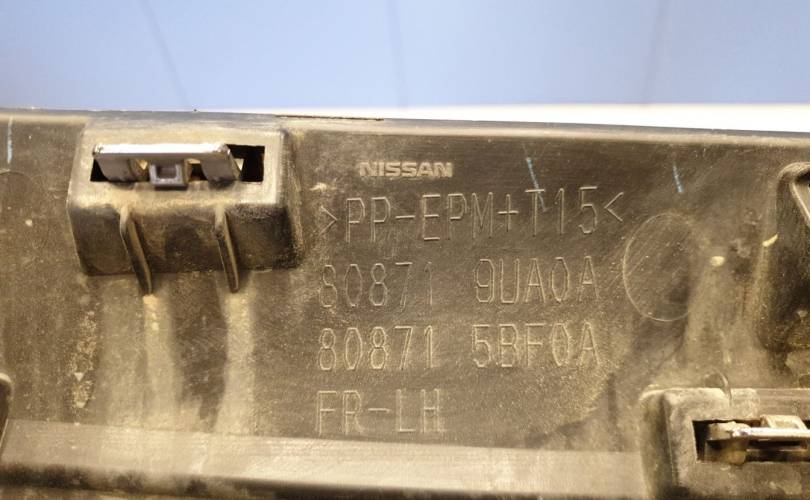 NISSAN
>PP-EPM+T15<
80871 9UA0A
80871 5BF0A
FR-LH